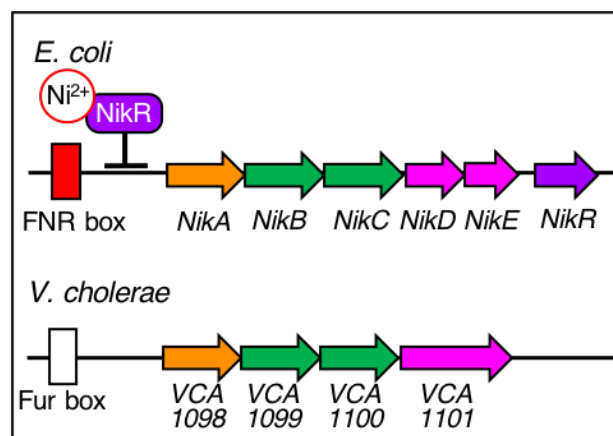 E. coli
Ni2+
NikR
FNR box
NikA NikB NikC NikD NikE NikR
V. cholerae
Fur box
VCA 1098
VCA 1099
VCA 1100
VCA 1101